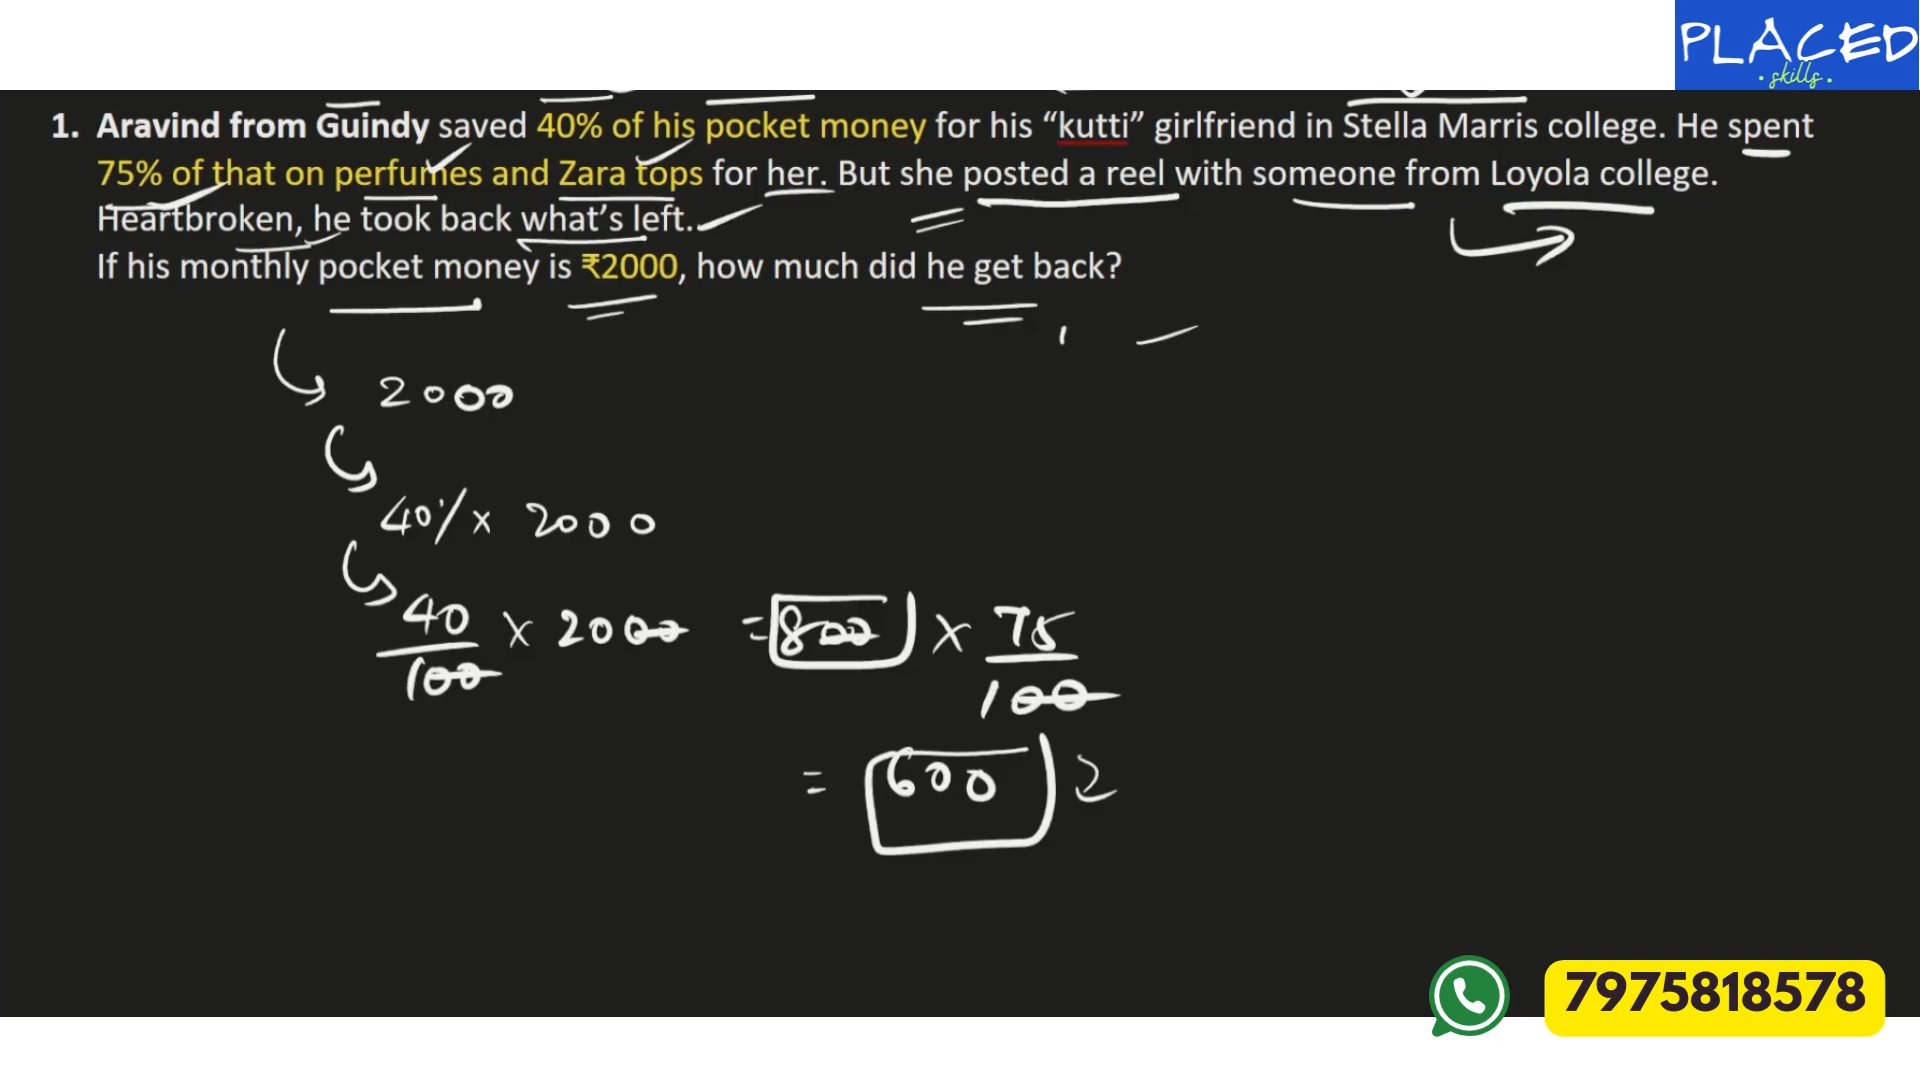 PLACED
. skills .
1. Aravind from Guindy saved 40% of his pocket money for his “kutti” girlfriend in Stella Marris college. He spent
75% of that on perfumes and Zara tops for her. But she posted a reel with someone from Loyola college.
Heartbroken, he took back what’s left..
If his monthly pocket money is ₹2000, how much did he get back?
2000
40% x 2000
40/100 x 2000 = 800 x 75/100
= 600
7975818578